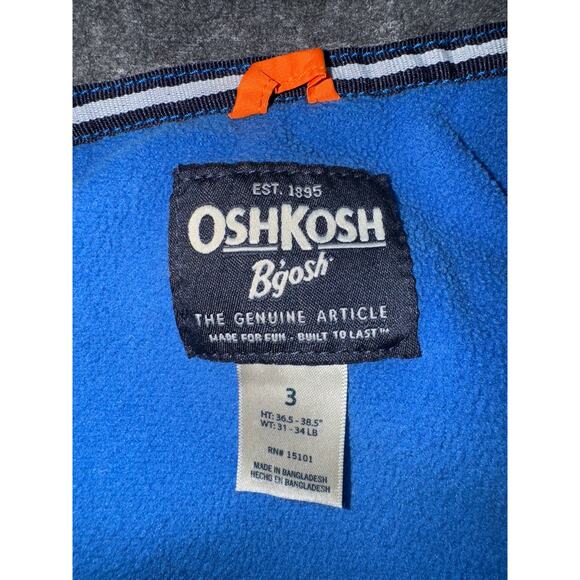 EST. 1895
OSHKOSH
B'gosh
THE GENUINE ARTICLE
MADE FOR FUN - BUILT TO LAST™
3
HT: 36.5 - 38.5"
WT: 31 - 34 LB
RN# 15101
MADE IN BANGLADESH
HECHO EN BANGLADESH